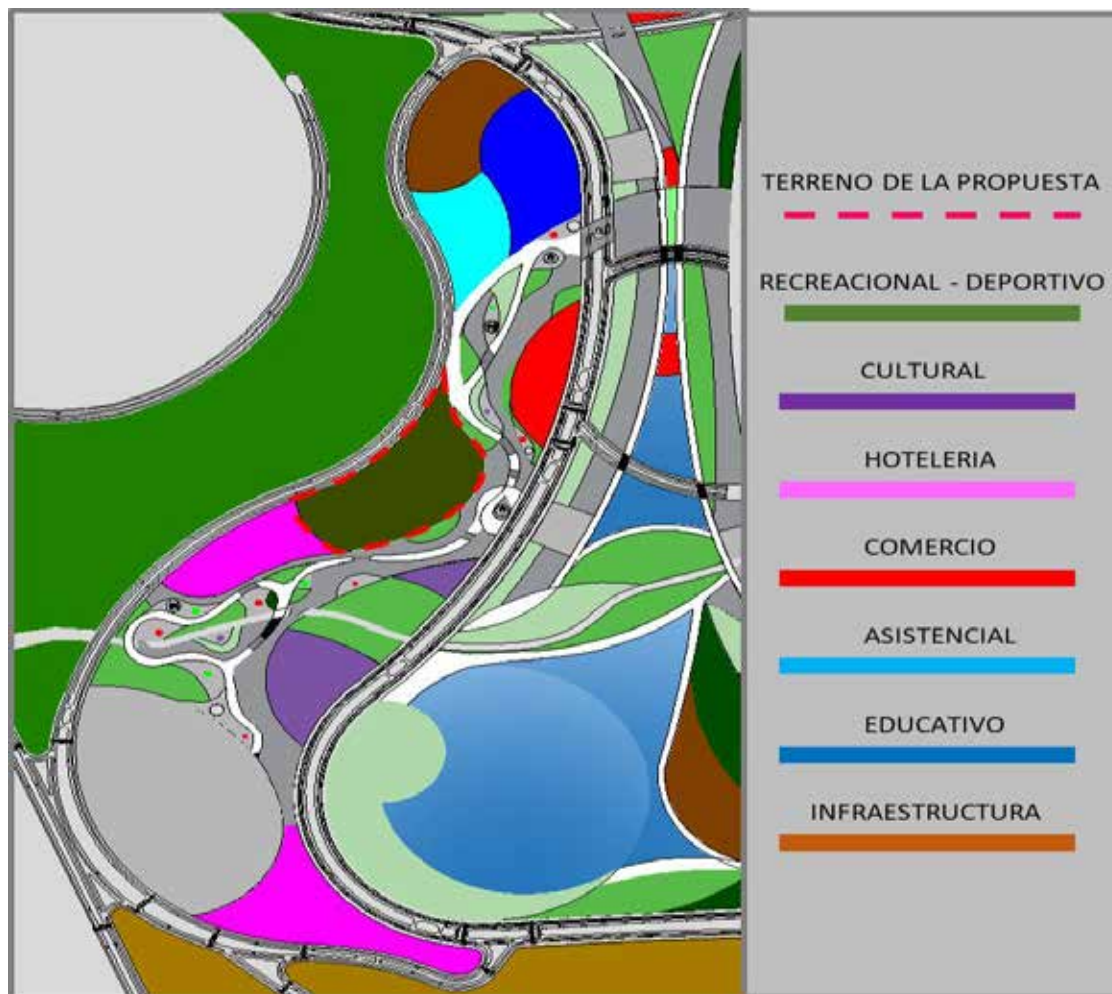 TERRENO DE LA PROPUESTA
RECREACIONAL - DEPORTIVO
CULTURAL
HOTELERIA
COMERCIO
ASISTENCIAL
EDUCATIVO
INFRAESTRUCTURA